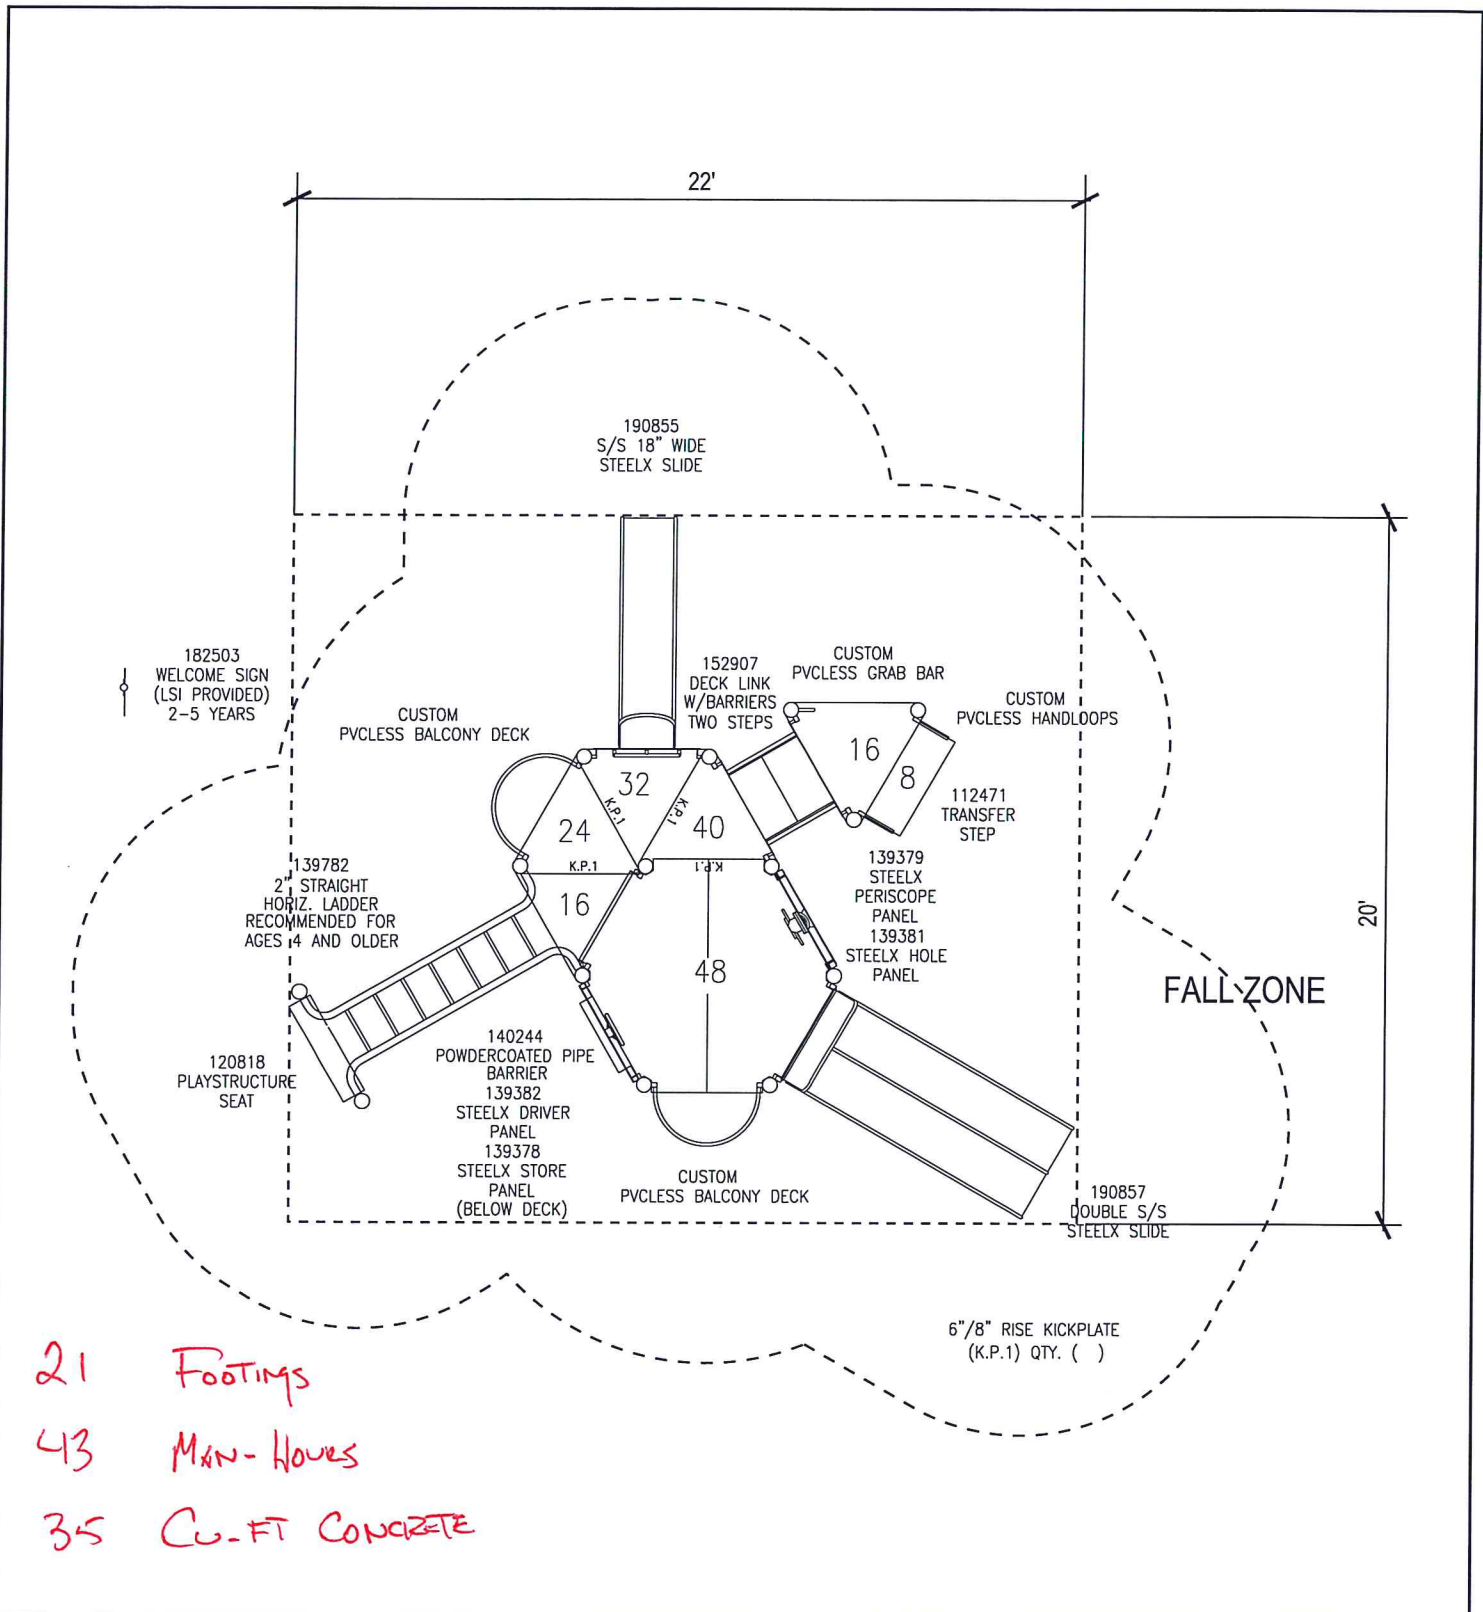 22'
190855
S/S 18" WIDE
STEELX SLIDE
182503
WELCOME SIGN
(LSI PROVIDED)
2-5 YEARS
CUSTOM
PVCLESS BALCONY DECK
152907
DECK LINK
W/BARRIERS
TWO STEPS
CUSTOM
PVCLESS GRAB BAR
CUSTOM
PVCLESS HANDLOOPS
16
8
32
K.P.1
K.P.1
24
40
K.P.1
K.P.1
112471
TRANSFER
STEP
139782
2" STRAIGHT
HORIZ. LADDER
RECOMMENDED FOR
AGES 4 AND OLDER
16
139379
STEELX
PERISCOPE
PANEL
139381
STEELX HOLE
PANEL
20'
48
FALL ZONE
120818
PLAYSTRUCTURE
SEAT
140244
POWDERCOATED PIPE
BARRIER
139382
STEELX DRIVER
PANEL
139378
STEELX STORE
PANEL
(BELOW DECK)
CUSTOM
PVCLESS BALCONY DECK
190857
DOUBLE S/S
STEELX SLIDE
6"/8" RISE KICKPLATE
(K.P.1) QTY. ( )
21 FOOTINGS
43 MAN-HOURS
35 CU-FT CONCRETE